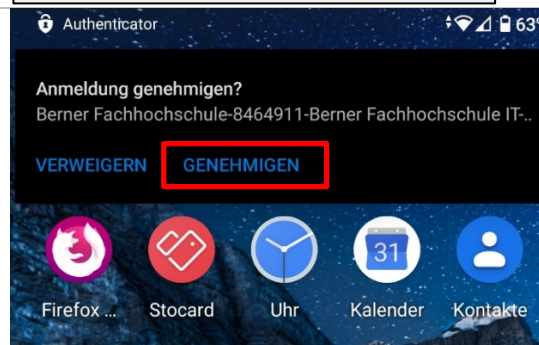 Authenticator
63%
Anmeldung genehmigen?
Berner Fachhochschule-8464911-Berner Fachhochschule IT-..
VERWEIGERN GENEHMIGEN
31
Firefox ... Stocard Uhr Kalender Kontakte